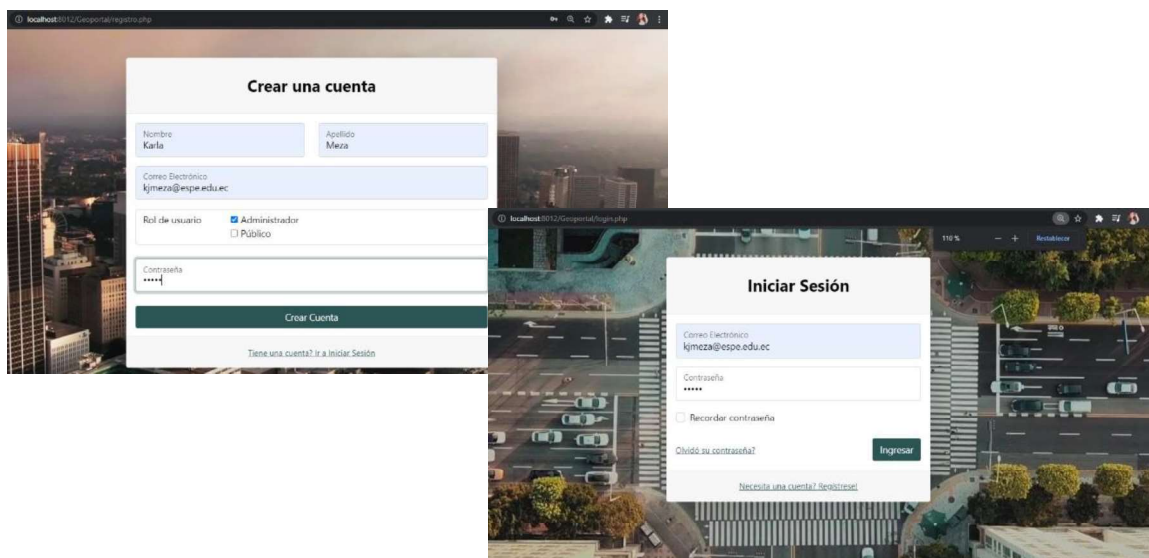 localhost:8012/Geoportal/registro.php
Crear una cuenta
Nombre
Karla
Apellido
Meza
Correo Electrónico
kjmeza@espe.edu.ec
Rol de usuario
Administrador
Público
Contraseña
•••••
Crear Cuenta
Tiene una cuenta? Ir a Iniciar Sesión
localhost:8012/Geoportal/login.php
110 %
Restablecer
Iniciar Sesión
Correo Electrónico
kjmeza@espe.edu.ec
Contraseña
•••••
Recordar contraseña
Olvidó su contraseña?
Ingresar
Necesita una cuenta? Regístrese!